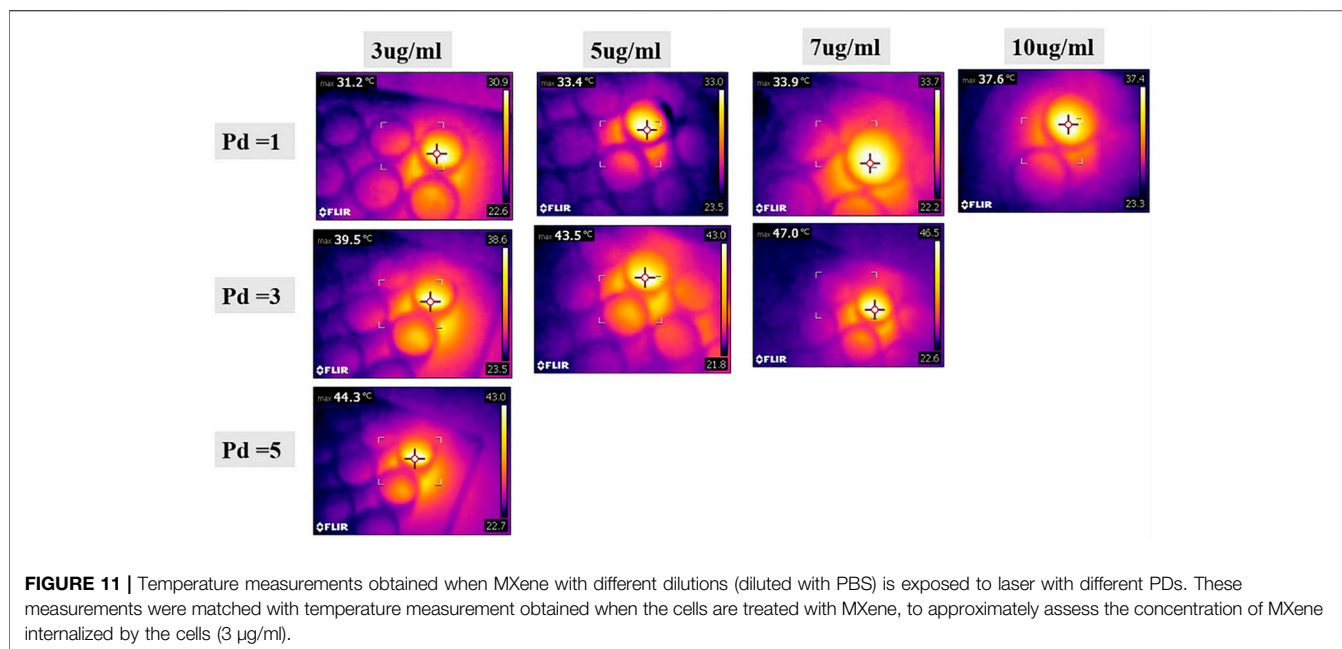 3ug/ml 5ug/ml 7ug/ml 10ug/ml
Pd =1
max 31.2 °C 30.9
22.6
FLIR
max 33.4 °C 33.0
23.5
FLIR
max 33.9 °C 33.7
22.2
FLIR
max 37.6 °C 37.4
23.3
FLIR
Pd =3
max 39.5 °C 38.6
23.5
FLIR
max 43.5 °C 43.0
21.8
FLIR
max 47.0 °C 46.5
22.6
FLIR
Pd =5
max 44.3 °C 43.0
22.7
FLIR
FIGURE 11 | Temperature measurements obtained when MXene with different dilutions (diluted with PBS) is exposed to laser with different PDs. These
measurements were matched with temperature measurement obtained when the cells are treated with MXene, to approximately assess the concentration of MXene
internalized by the cells (3 μg/ml).